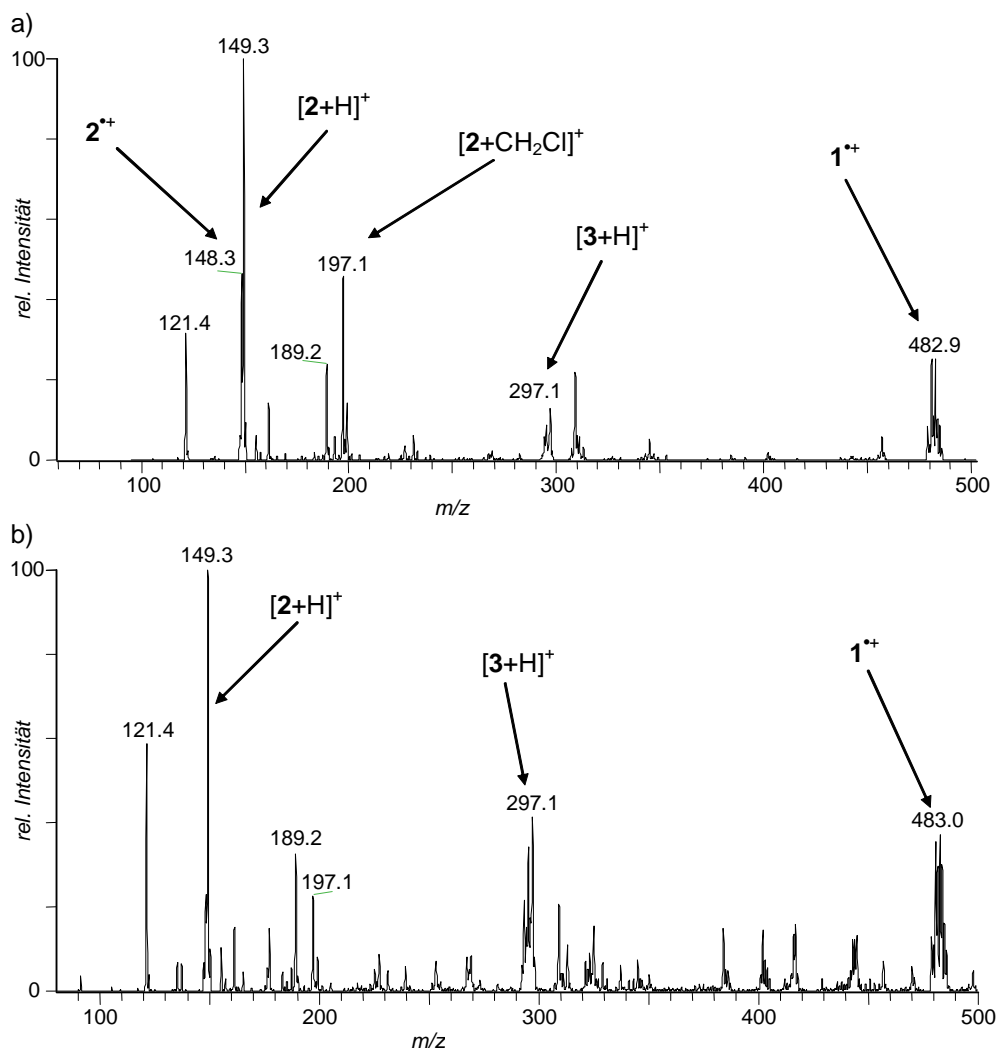 a)
149.3
100
[2+H]⁺
2•⁺
[2+CH₂Cl]⁺
1•⁺
[3+H]⁺
148.3
197.1
482.9
121.4
189.2
297.1
rel. Intensität
0
100 200 300 400 500
m/z
b)
149.3
100
[2+H]⁺
[3+H]⁺
1•⁺
121.4
297.1
483.0
189.2
197.1
rel. Intensität
0
100 200 300 400 500
m/z